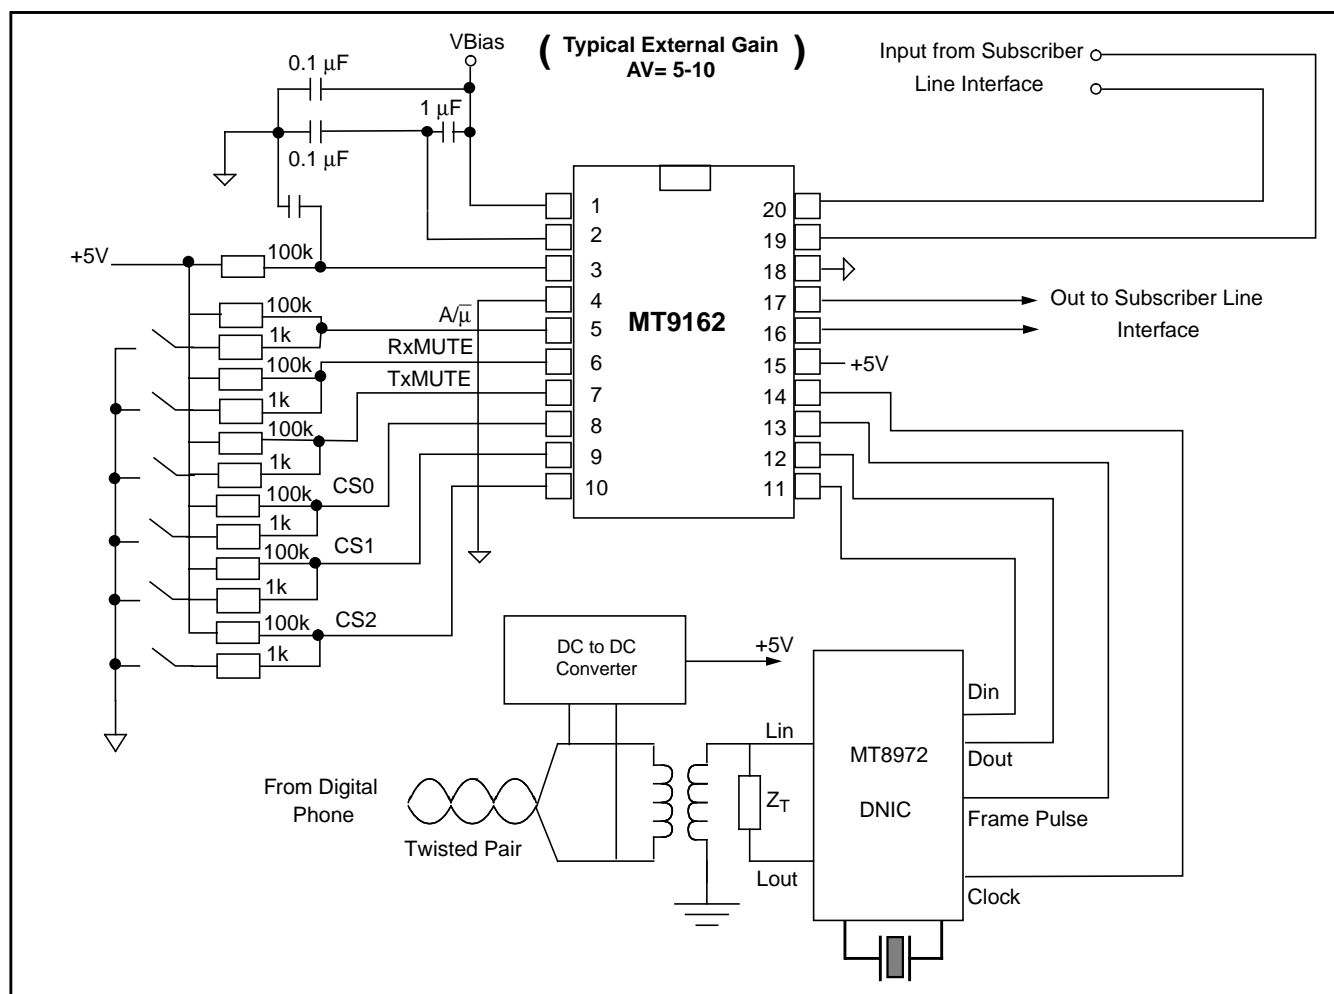 VBias
( Typical External Gain )
AV= 5-10
Input from Subscriber
Line Interface
0.1 μF
1 μF
0.1 μF
+5V
100k
100k
1k
100k
1k
100k
1k
100k
1k
100k
1k
100k
1k
A/μ̅
RxMUTE
TxMUTE
CS0
CS1
CS2
1
2
3
4
5
6
7
8
9
10
MT9162
20
19
18
17
16
15
14
13
12
11
Out to Subscriber Line
Interface
+5V
DC to DC
Converter
+5V
From Digital
Phone
Twisted Pair
Lin
ZT
Lout
MT8972
DNIC
Din
Dout
Frame Pulse
Clock